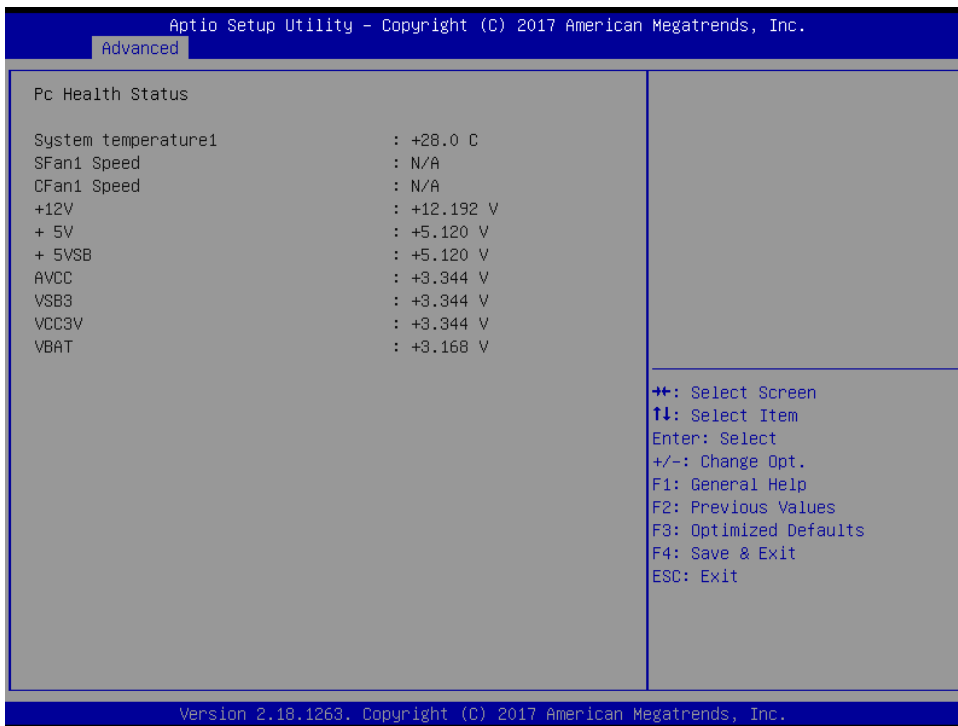 Aptio Setup Utility – Copyright (C) 2017 American Megatrends, Inc.
Advanced
Pc Health Status
System temperature1 : +28.0 C
SFan1 Speed : N/A
CFan1 Speed : N/A
+12V : +12.192 V
+ 5V : +5.120 V
+ 5VSB : +5.120 V
AVCC : +3.344 V
VSB3 : +3.344 V
VCC3V : +3.344 V
VBAT : +3.168 V
→←: Select Screen
↑↓: Select Item
Enter: Select
+/-: Change Opt.
F1: General Help
F2: Previous Values
F3: Optimized Defaults
F4: Save & Exit
ESC: Exit
Version 2.18.1263. Copyright (C) 2017 American Megatrends, Inc.